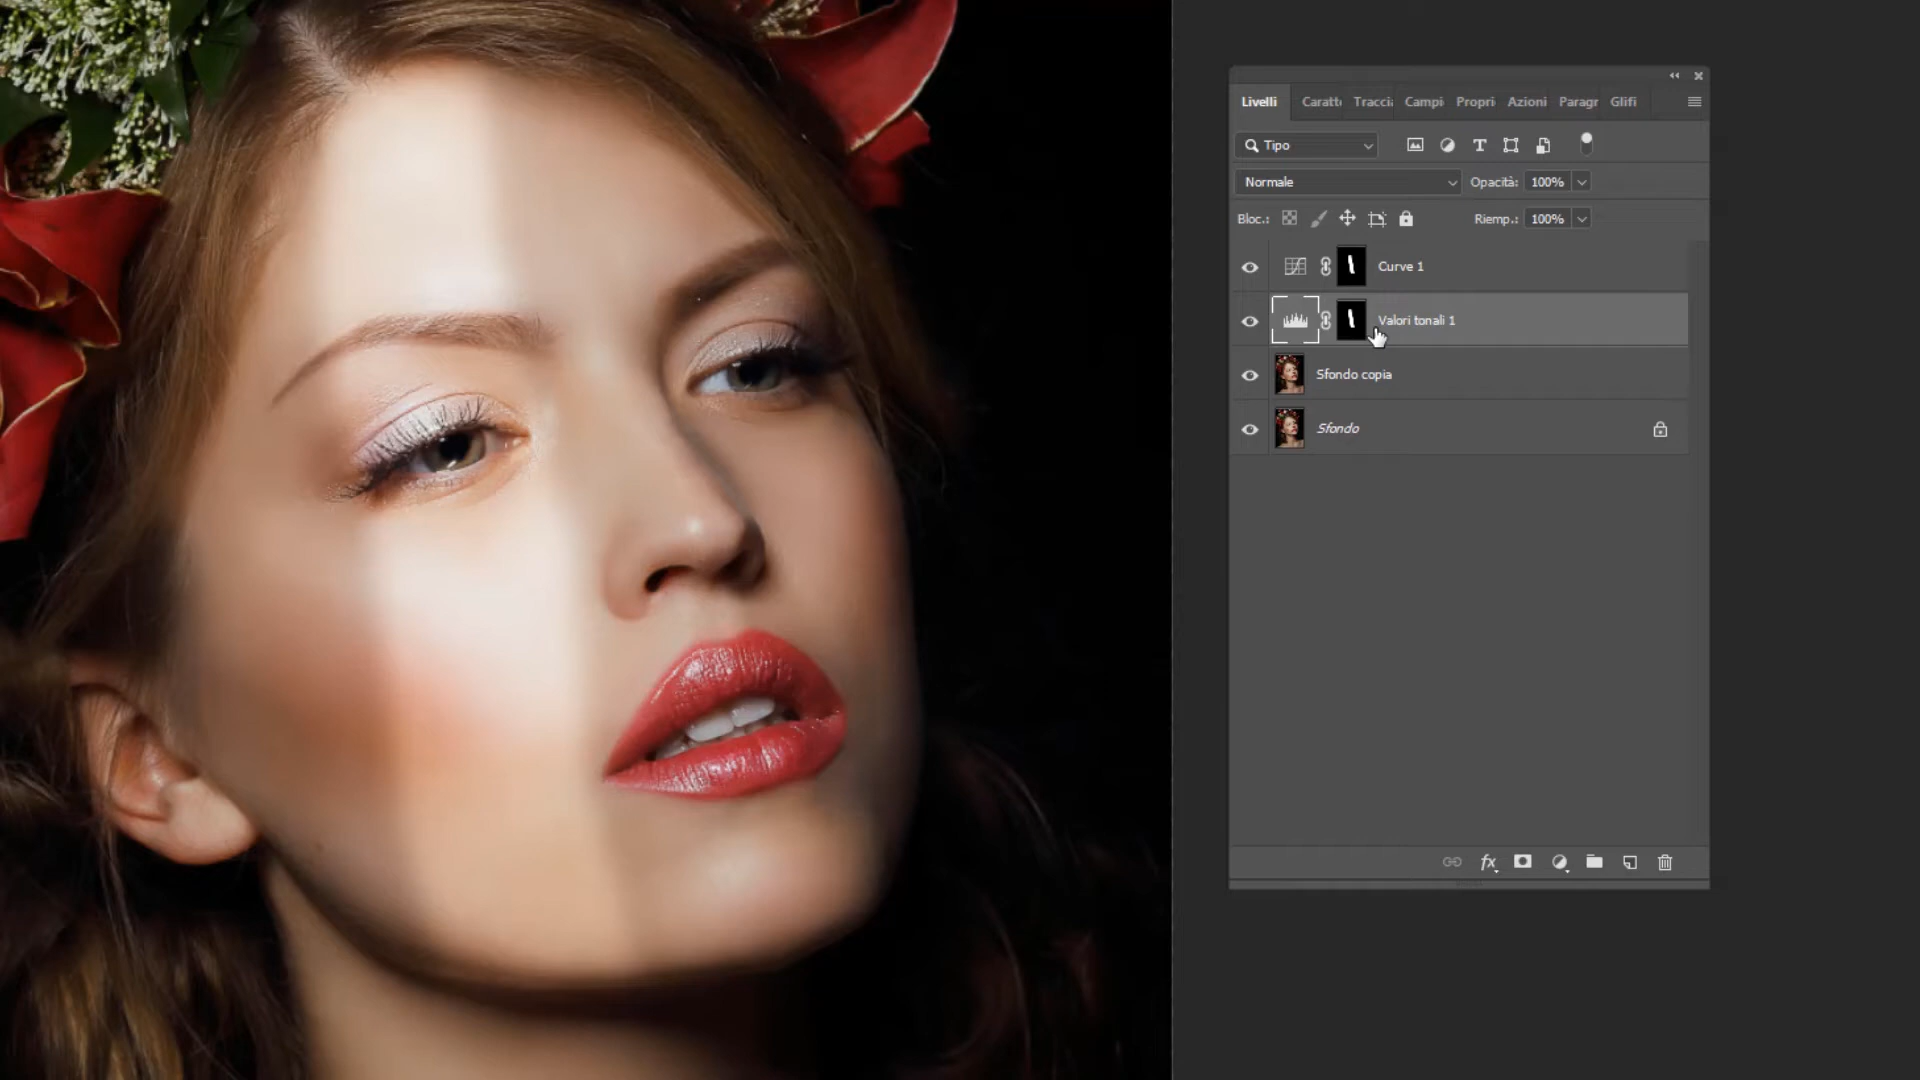 Livelli Caratt Traccia Campi Propri Azioni Paragr Glifi
Tipo
Normale Opacità: 100%
Bloc.: Riemp.: 100%
Curve 1
Valori tonali 1
Sfondo copia
Sfondo
fx